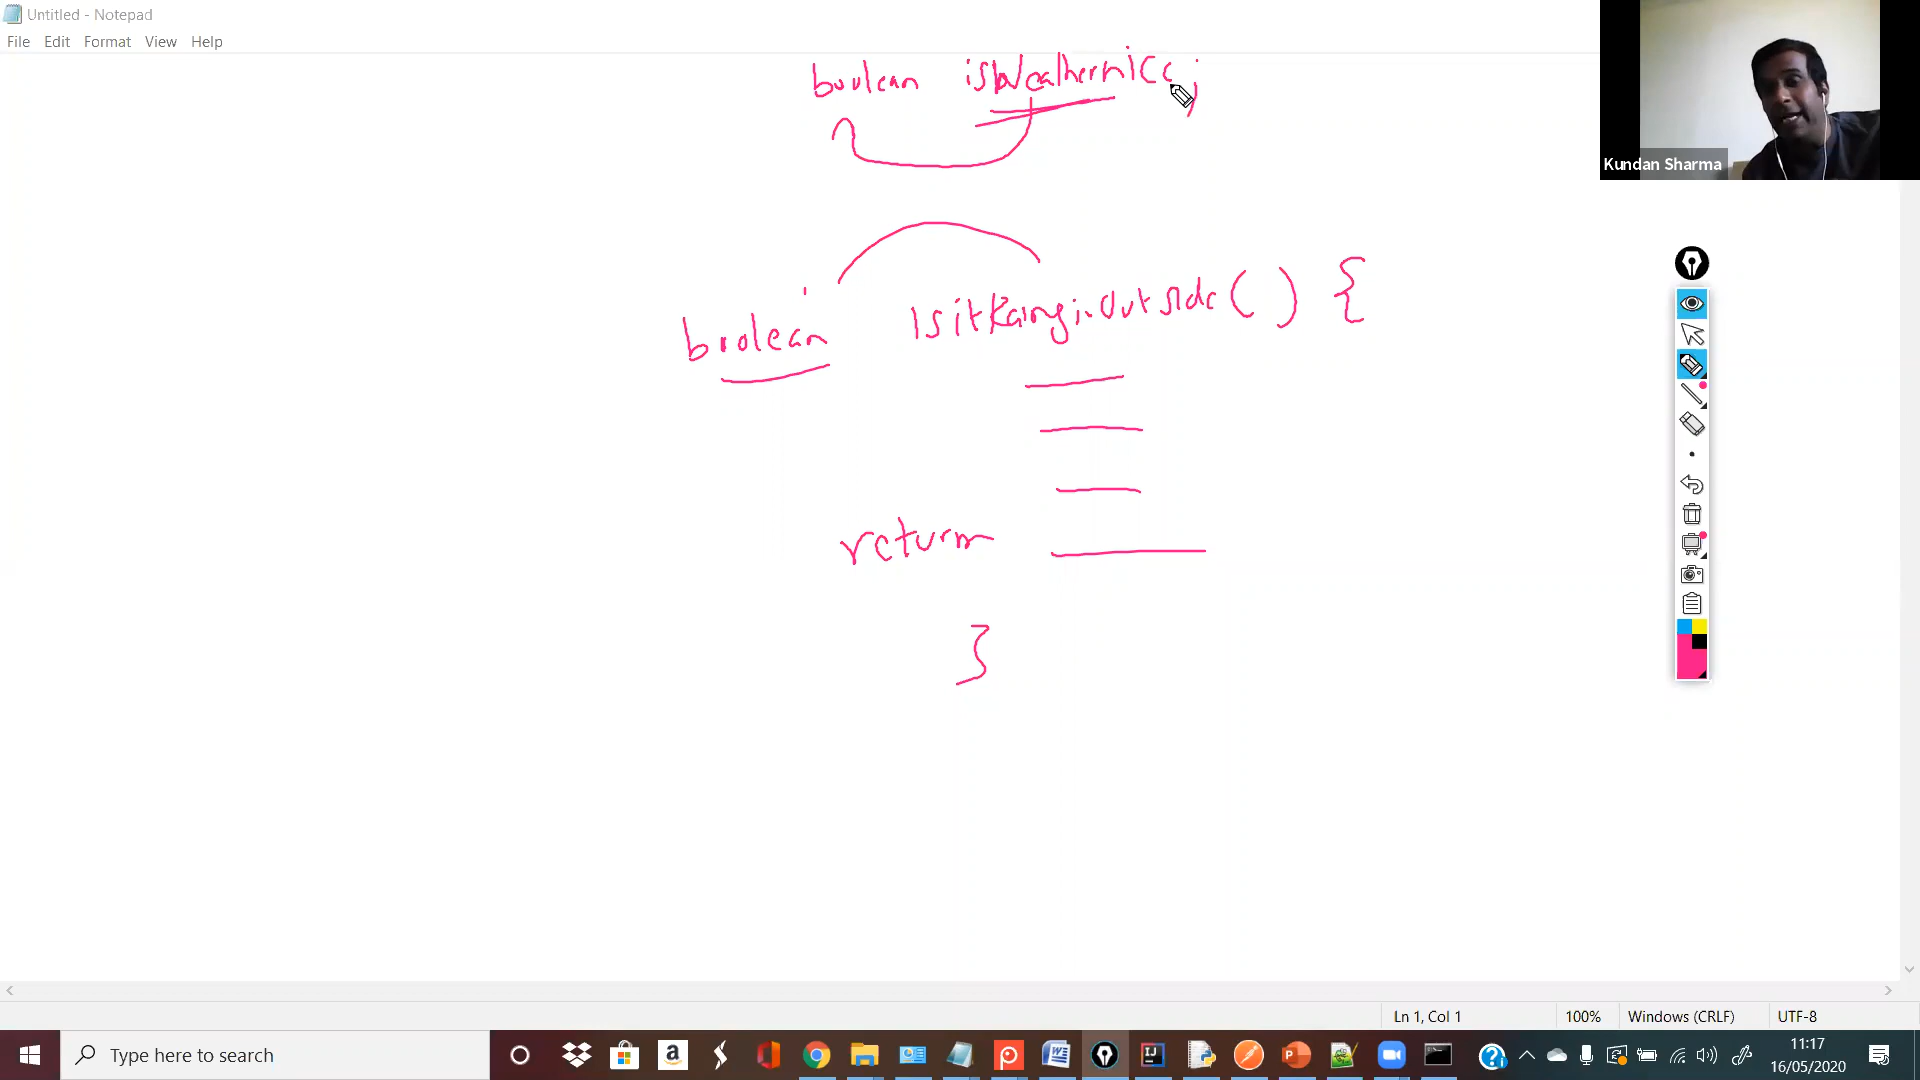 Untitled - Notepad
File Edit Format View Help
boolean isWeathernice;
Kundan Sharma
boolean isitRainginOutside() {
return
}
Ln 1, Col 1 100% Windows (CRLF) UTF-8
Type here to search
11:17
16/05/2020